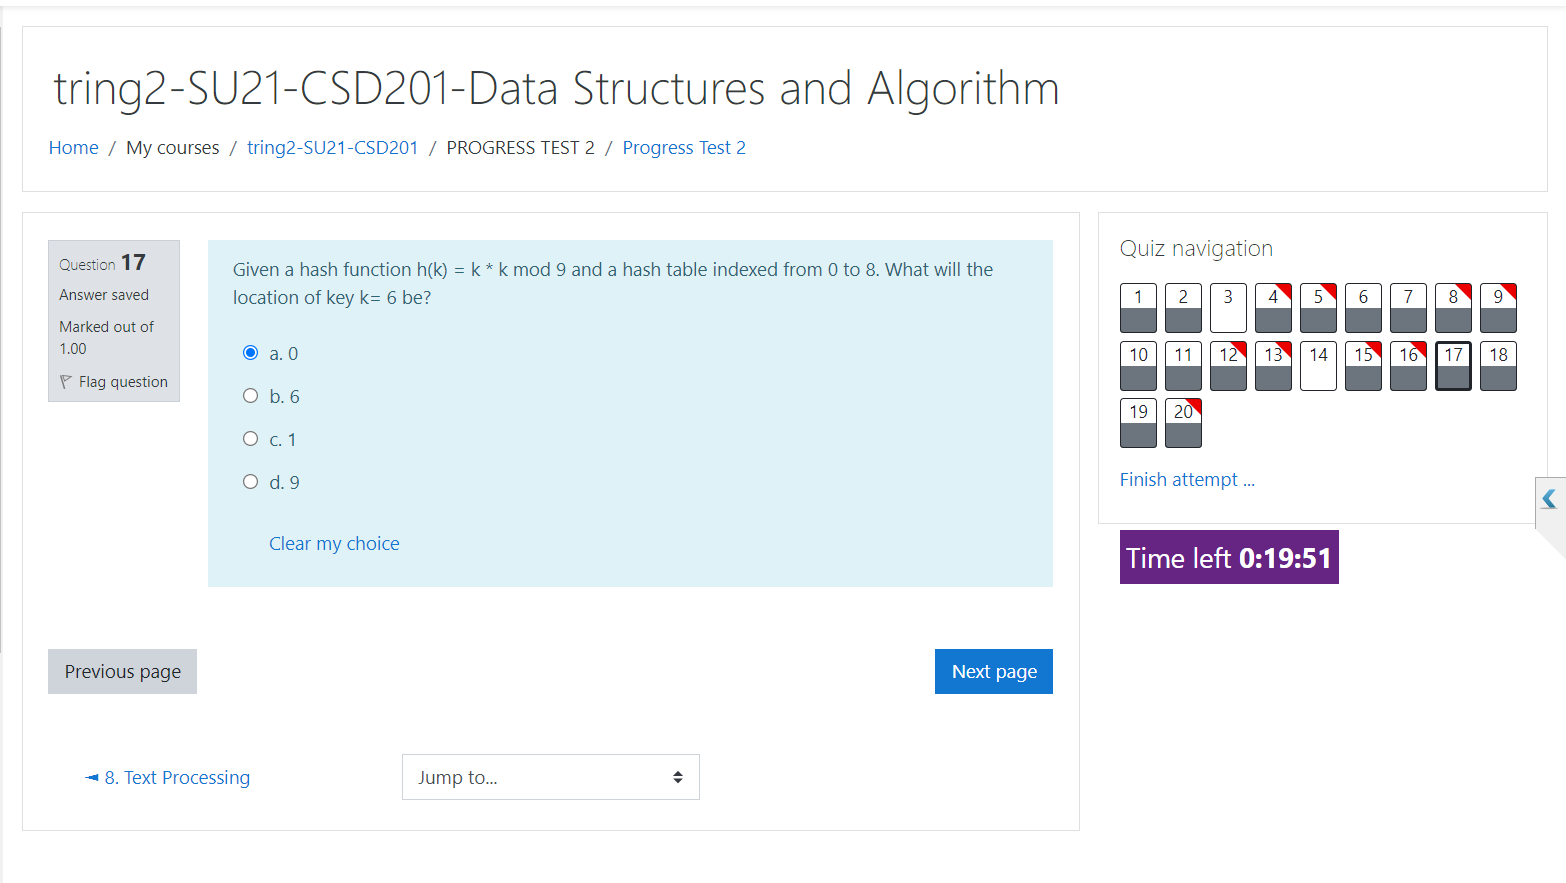 tring2-SU21-CSD201-Data Structures and Algorithm
Home / My courses / tring2-SU21-CSD201 / PROGRESS TEST 2 / Progress Test 2
Question 17
Answer saved
Marked out of
1.00
Flag question
Given a hash function h(k) = k * k mod 9 and a hash table indexed from 0 to 8. What will the
location of key k= 6 be?
a. 0
b. 6
c. 1
d. 9
Clear my choice
Previous page
Next page
◄ 8. Text Processing
Jump to...
Quiz navigation
1 2 3 4 5 6 7 8 9
10 11 12 13 14 15 16 17 18
19 20
Finish attempt ...
Time left 0:19:51